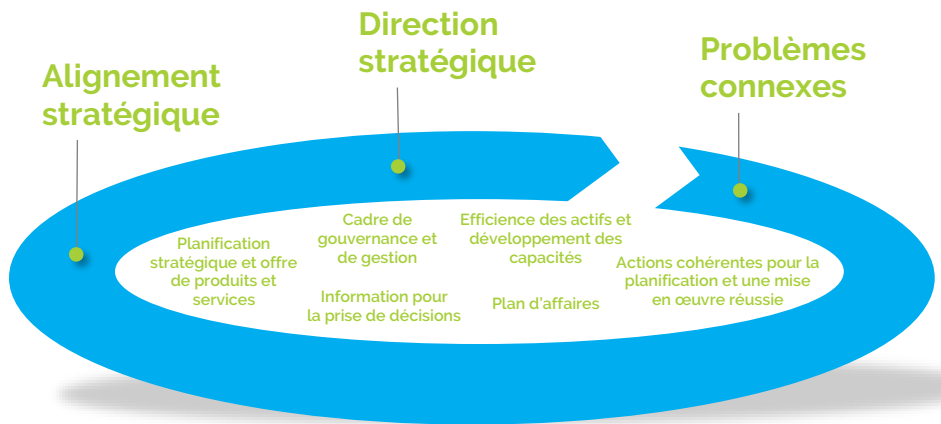 Alignement
stratégique
Direction
stratégique
Problèmes
connexes
Planification
stratégique et offre
de produits et
services
Cadre de
gouvernance et
de gestion
Information pour
la prise de décisions
Efficience des actifs et
développement des
capacités
Plan d'affaires
Actions cohérentes pour la
planification et une mise
en œuvre réussie